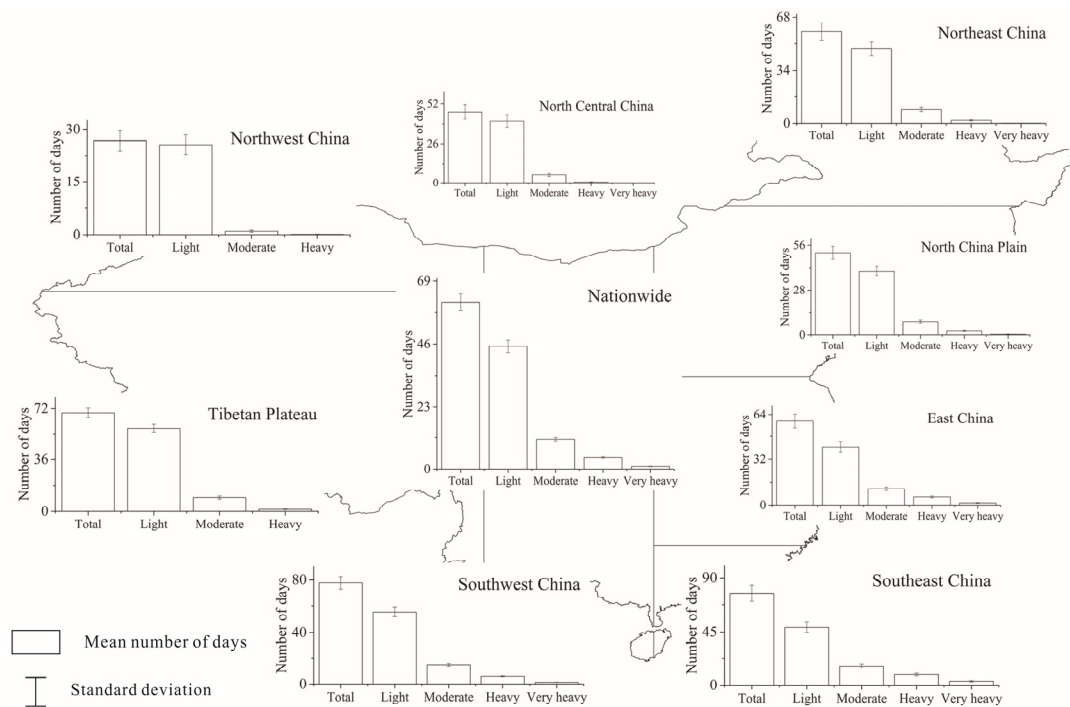 Northeast China
Number of days
68
34
0
Total Light Moderate Heavy Very heavy
North Central China
Number of days
52
26
0
Total Light Moderate Heavy Very heavy
Northwest China
Number of days
30
15
0
Total Light Moderate Heavy
North China Plain
Number of days
56
28
0
Total Light Moderate Heavy Very heavy
Nationwide
Number of days
69
46
23
0
Total Light Moderate Heavy Very heavy
Tibetan Plateau
Number of days
72
36
0
Total Light Moderate Heavy
East China
Number of days
64
32
0
Total Light Moderate Heavy Very heavy
Southwest China
Number of days
80
40
0
Total Light Moderate Heavy Very heavy
Southeast China
Number of days
90
45
0
Total Light Moderate Heavy Very heavy
Mean number of days
Standard deviation